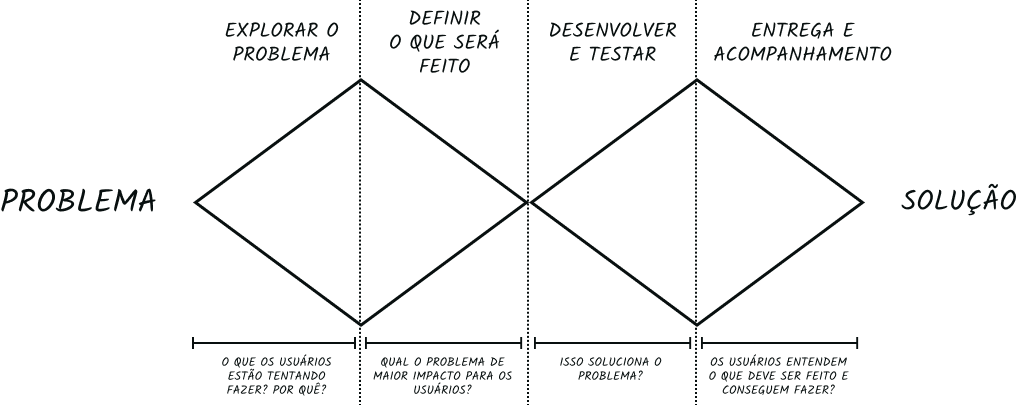 EXPLORAR O
PROBLEMA
DEFINIR
O QUE SERÁ
FEITO
DESENVOLVER
E TESTAR
ENTREGA E
ACOMPANHAMENTO
PROBLEMA
SOLUÇÃO
O QUE OS USUÁRIOS
ESTÃO TENTANDO
FAZER? POR QUÊ?
QUAL O PROBLEMA DE
MAIOR IMPACTO PARA OS
USUÁRIOS?
ISSO SOLUCIONA O
PROBLEMA?
OS USUÁRIOS ENTENDEM
O QUE DEVE SER FEITO E
CONSEGUEM FAZER?